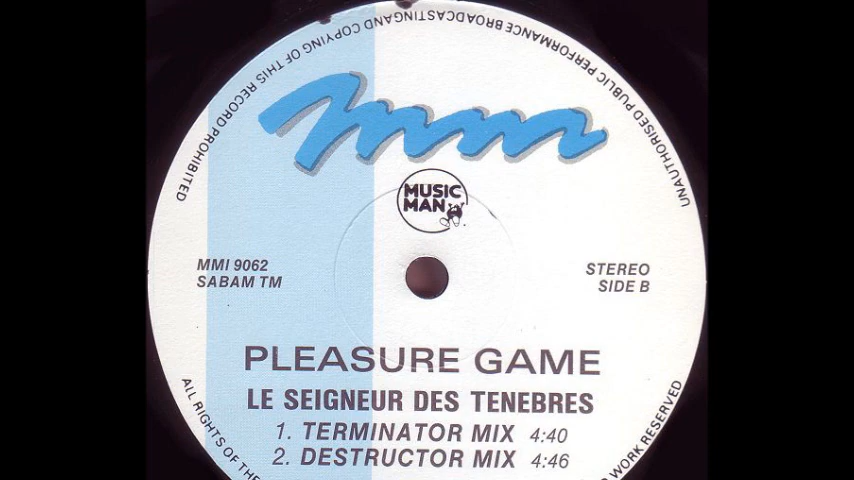 UNAUTHORISED PUBLIC PERFORMANCE BROADCASTING AND COPYING OF THIS RECORD PROHIBITED
MUSIC
MAN
MMI 9062
SABAM TM
STEREO
SIDE B
PLEASURE GAME
LE SEIGNEUR DES TENEBRES
1. TERMINATOR MIX 4:40
2. DESTRUCTOR MIX 4:46
ALL RIGHTS OF THE
WORK RESERVED